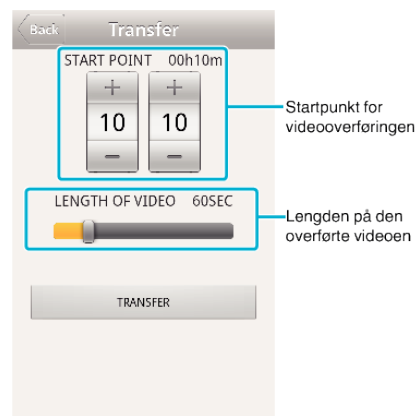 Back
Transfer
START POINT 00h10m
+ +
10 10
− −
Startpunkt for
videooverføringen
LENGTH OF VIDEO 60SEC
Lengden på den
overførte videoen
TRANSFER